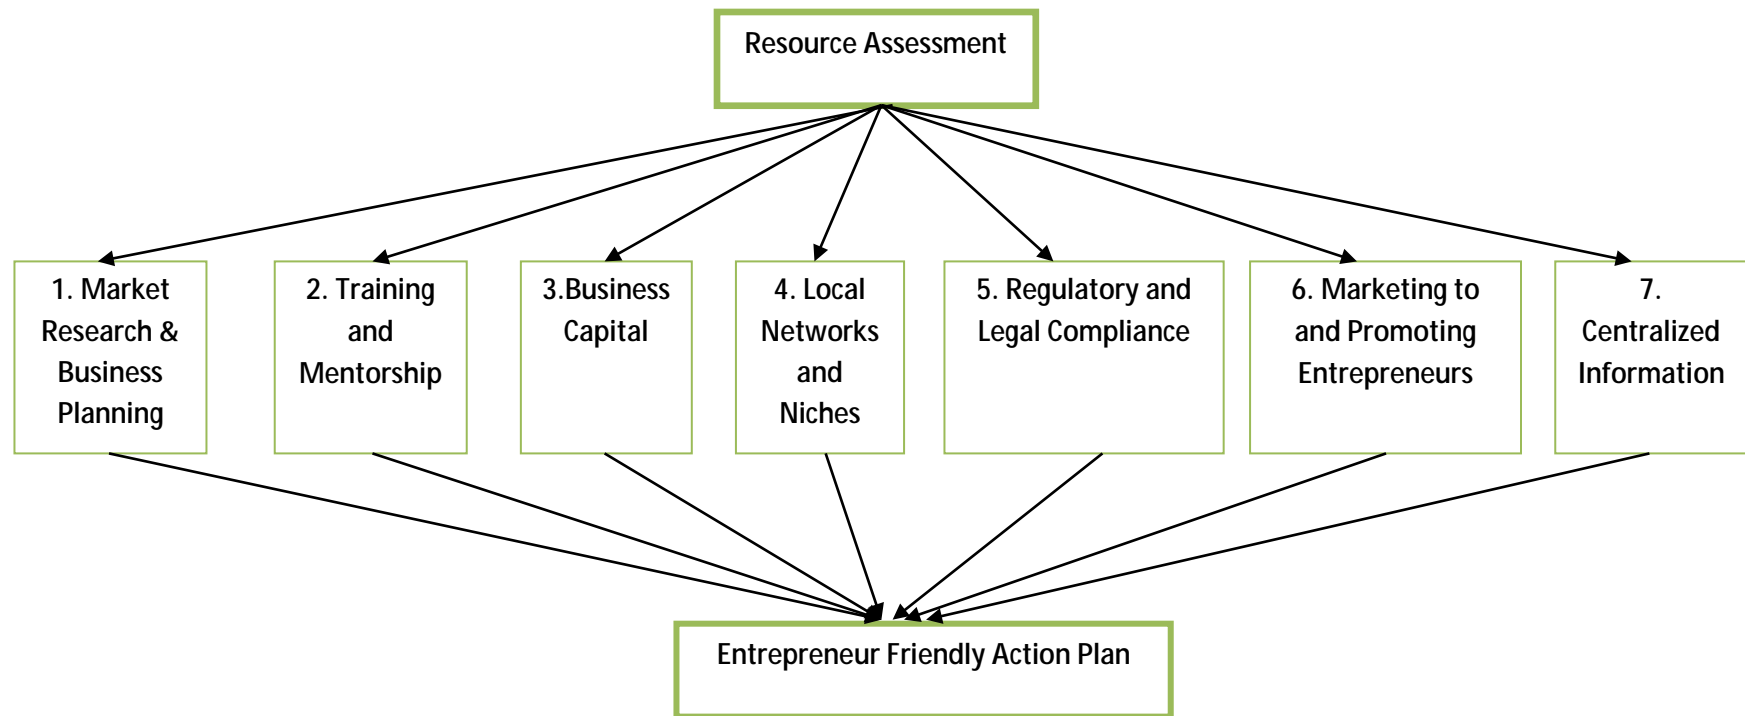 Resource Assessment
1. Market
Research &
Business
Planning
2. Training
and
Mentorship
3.Business
Capital
4. Local
Networks
and
Niches
5. Regulatory and
Legal Compliance
6. Marketing to
and Promoting
Entrepreneurs
7.
Centralized
Information
Entrepreneur Friendly Action Plan